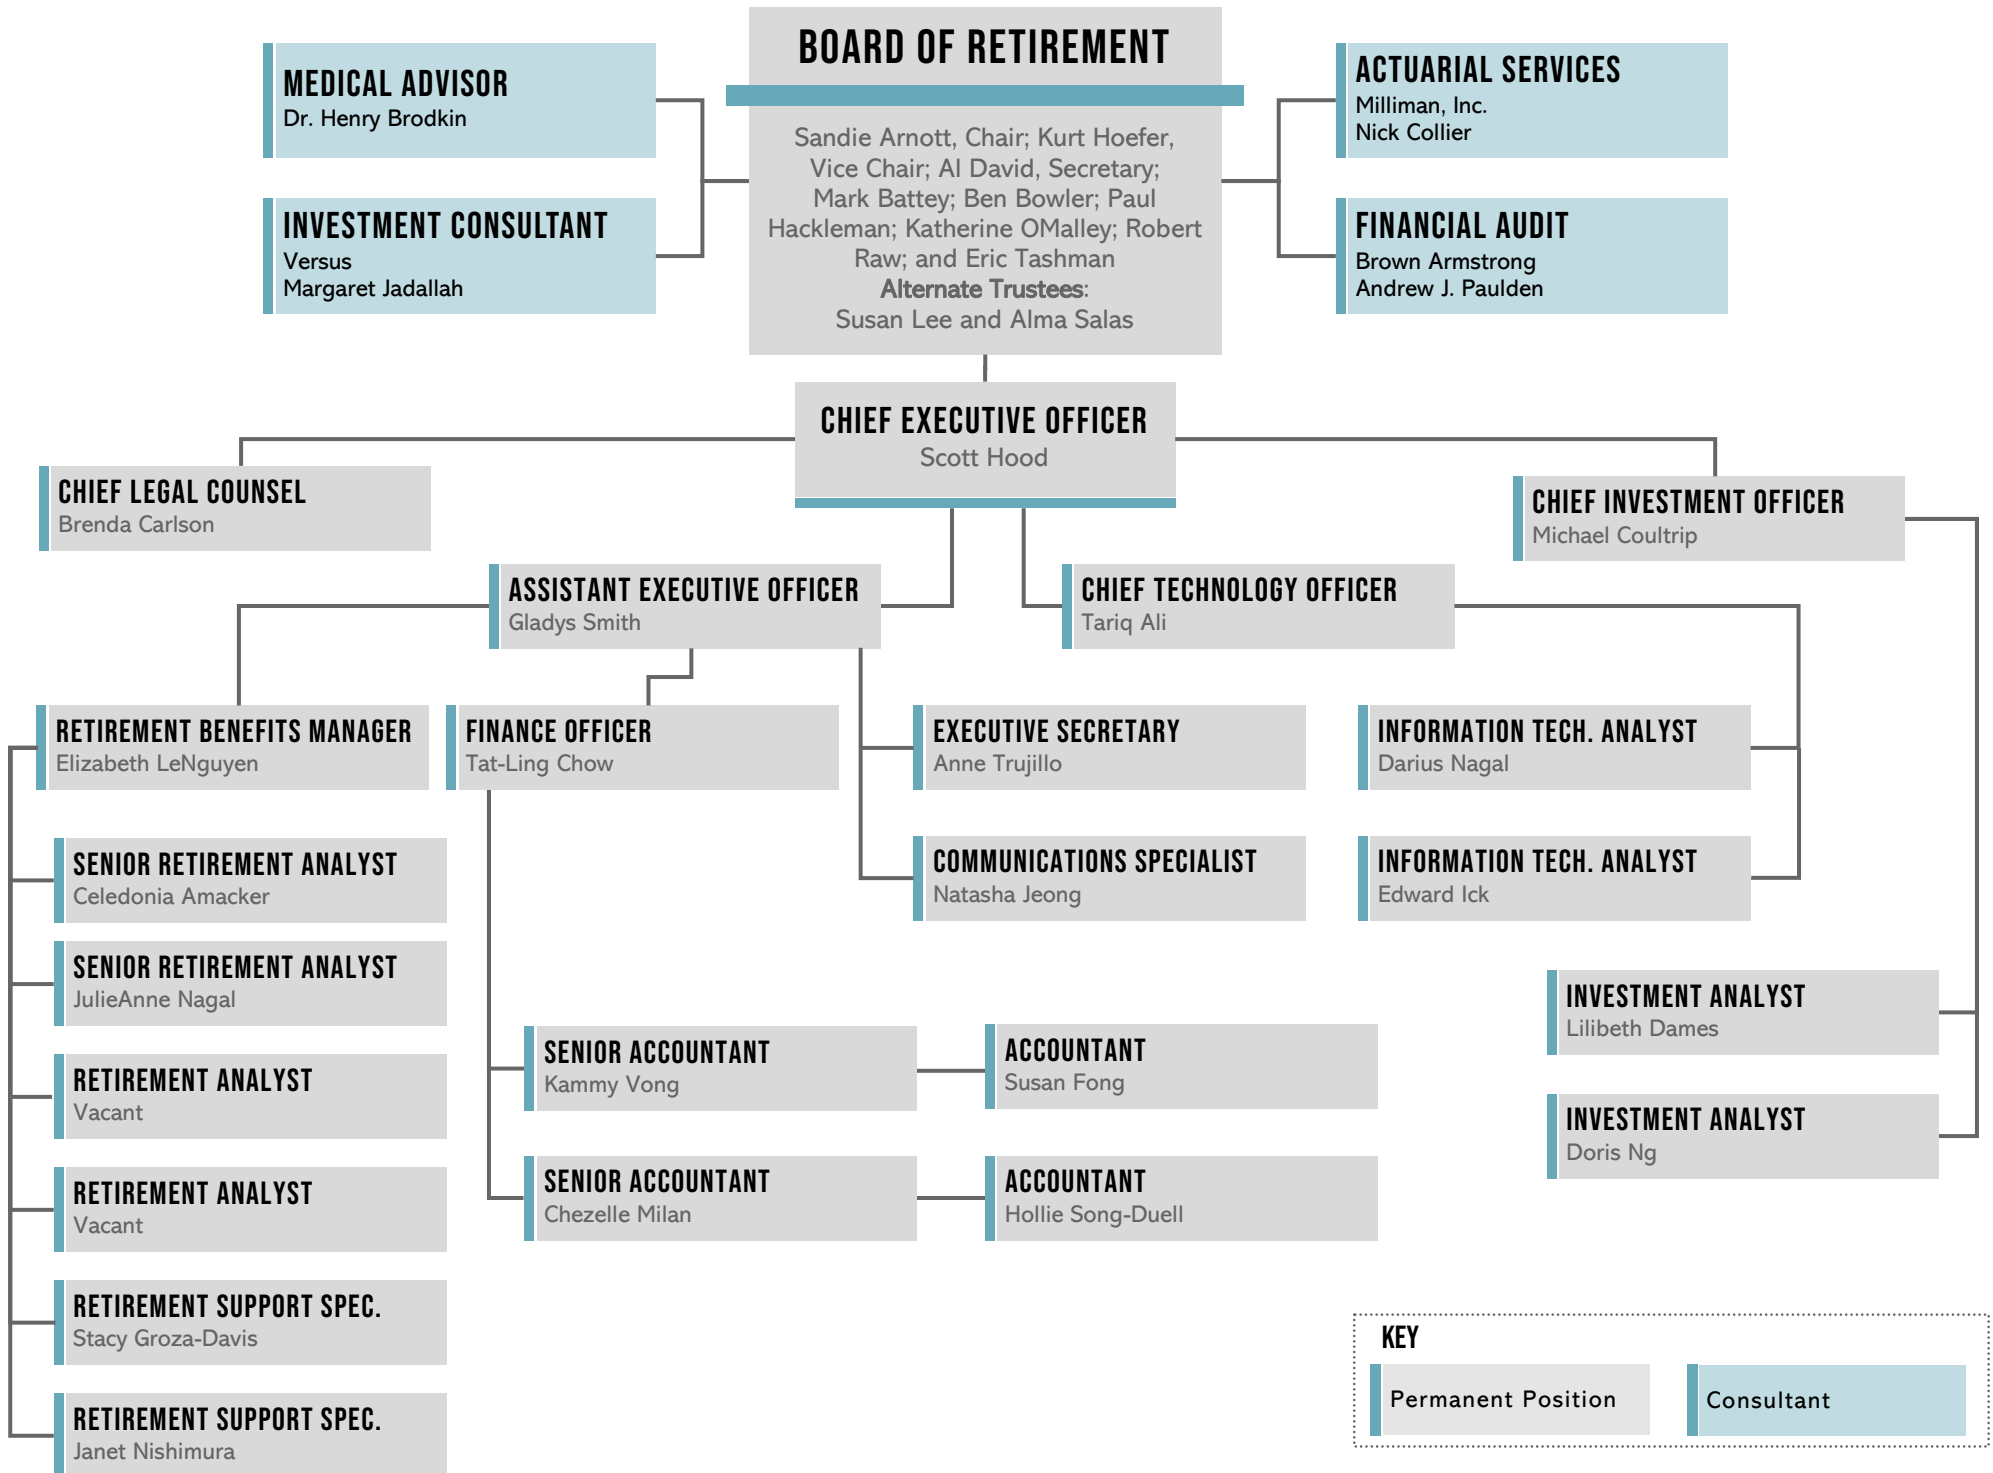 BOARD OF RETIREMENT
Sandie Arnott, Chair; Kurt Hoefer,
Vice Chair; Al David, Secretary;
Mark Battey; Ben Bowler; Paul
Hackleman; Katherine OMalley; Robert
Raw; and Eric Tashman
Alternate Trustees:
Susan Lee and Alma Salas
MEDICAL ADVISOR
Dr. Henry Brodkin
INVESTMENT CONSULTANT
Versus
Margaret Jadallah
ACTUARIAL SERVICES
Milliman, Inc.
Nick Collier
FINANCIAL AUDIT
Brown Armstrong
Andrew J. Paulden
CHIEF EXECUTIVE OFFICER
Scott Hood
CHIEF LEGAL COUNSEL
Brenda Carlson
CHIEF INVESTMENT OFFICER
Michael Coultrip
ASSISTANT EXECUTIVE OFFICER
Gladys Smith
CHIEF TECHNOLOGY OFFICER
Tariq Ali
RETIREMENT BENEFITS MANAGER
Elizabeth LeNguyen
FINANCE OFFICER
Tat-Ling Chow
EXECUTIVE SECRETARY
Anne Trujillo
INFORMATION TECH. ANALYST
Darius Nagal
SENIOR RETIREMENT ANALYST
Celedonia Amacker
COMMUNICATIONS SPECIALIST
Natasha Jeong
INFORMATION TECH. ANALYST
Edward Ick
SENIOR RETIREMENT ANALYST
JulieAnne Nagal
INVESTMENT ANALYST
Lilibeth Dames
RETIREMENT ANALYST
Vacant
SENIOR ACCOUNTANT
Kammy Vong
ACCOUNTANT
Susan Fong
INVESTMENT ANALYST
Doris Ng
RETIREMENT ANALYST
Vacant
SENIOR ACCOUNTANT
Chezelle Milan
ACCOUNTANT
Hollie Song-Duell
RETIREMENT SUPPORT SPEC.
Stacy Groza-Davis
RETIREMENT SUPPORT SPEC.
Janet Nishimura
KEY
Permanent Position
Consultant